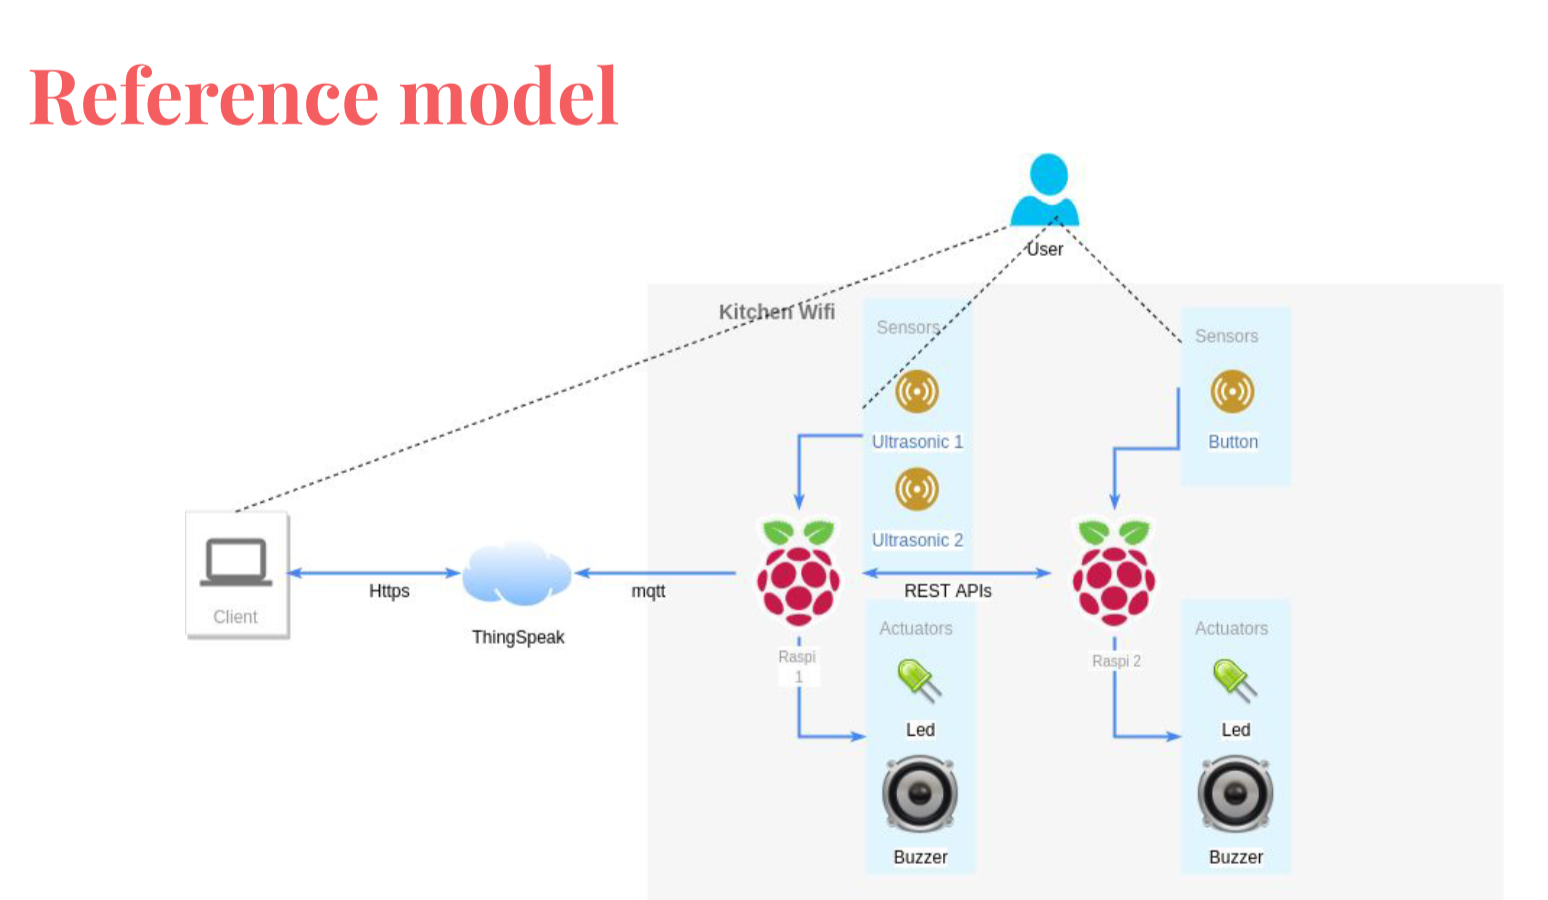 Reference model
User
Kitchen Wifi
Sensors
Sensors
Ultrasonic 1
Button
Ultrasonic 2
Https
mqtt
REST APIs
Client
ThingSpeak
Actuators
Actuators
Raspi
1
Raspi 2
Led
Led
Buzzer
Buzzer